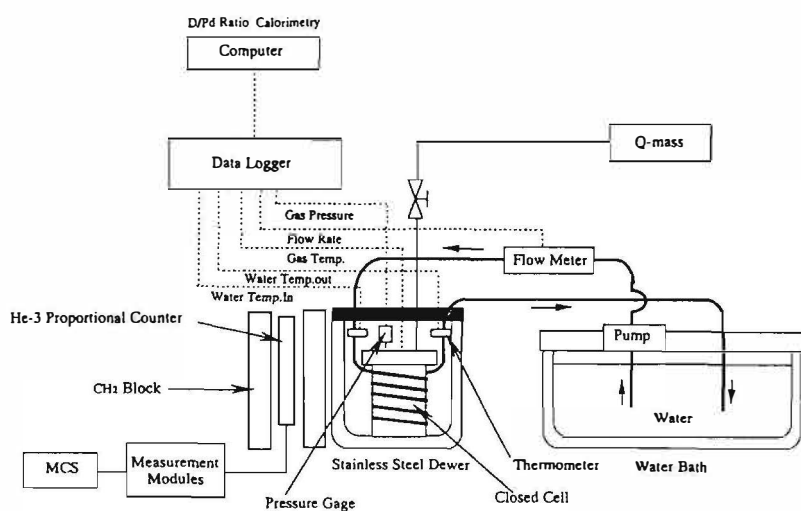 D/Pd Ratio Calorimetry
Computer
Data Logger
Q-mass
Gas Pressure
Flow Rate
Gas Temp.
Water Temp.out
Water Temp.In
Flow Meter
He-3 Proportional Counter
Pump
CH2 Block
Water
MCS
Measurement
Modules
Stainless Steel Dewer
Thermometer
Water Bath
Pressure Gage
Closed Cell